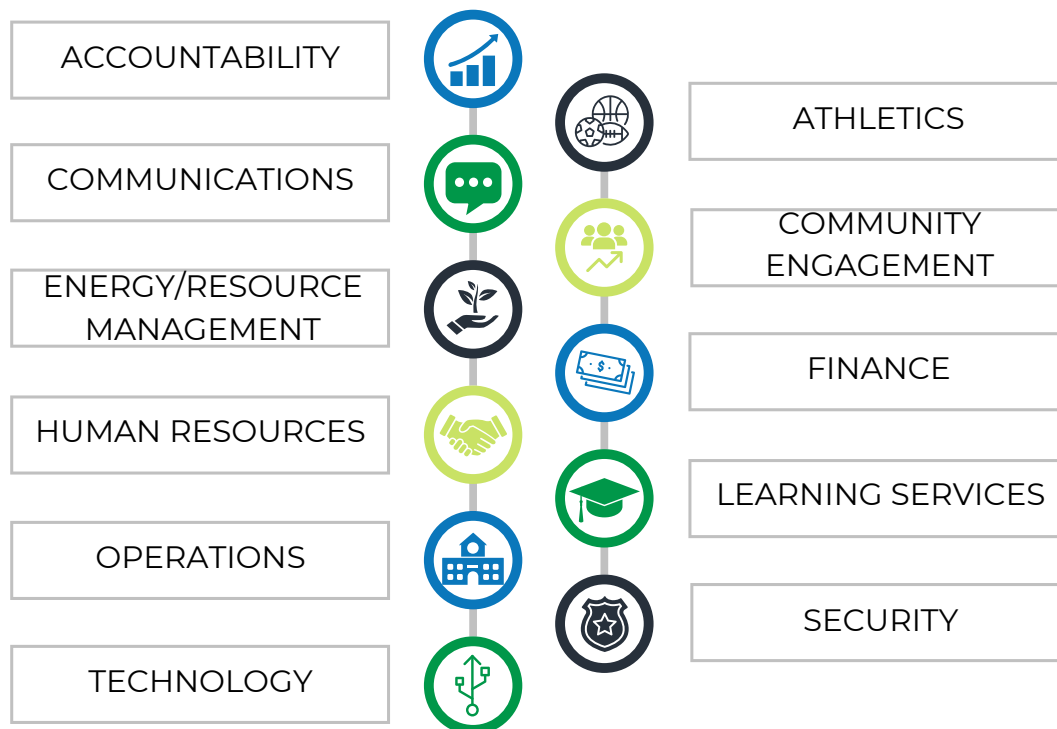 ACCOUNTABILITY
ATHLETICS
COMMUNICATIONS
COMMUNITY
ENGAGEMENT
ENERGY/RESOURCE
MANAGEMENT
FINANCE
HUMAN RESOURCES
LEARNING SERVICES
OPERATIONS
SECURITY
TECHNOLOGY
$